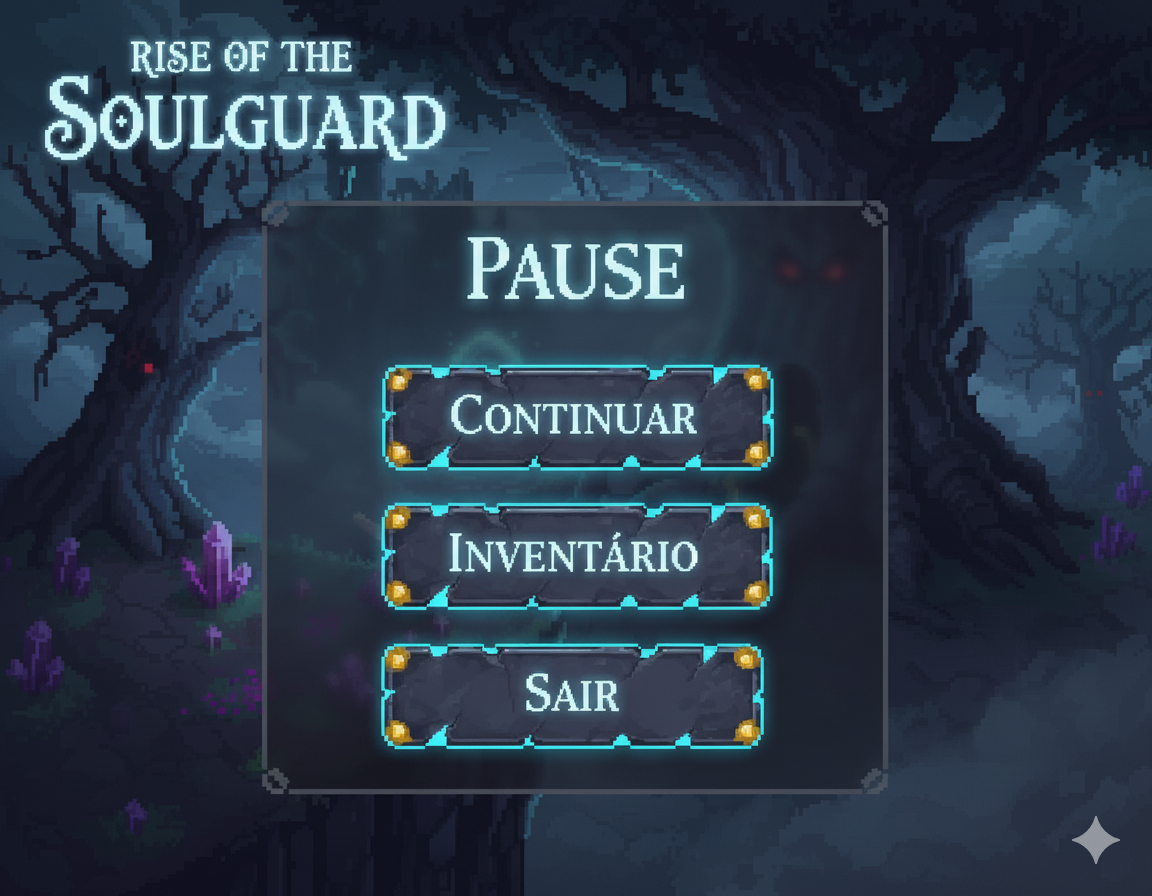 RISE OF THE
SOULGUARD
PAUSE
CONTINUAR
INVENTÁRIO
SAIR